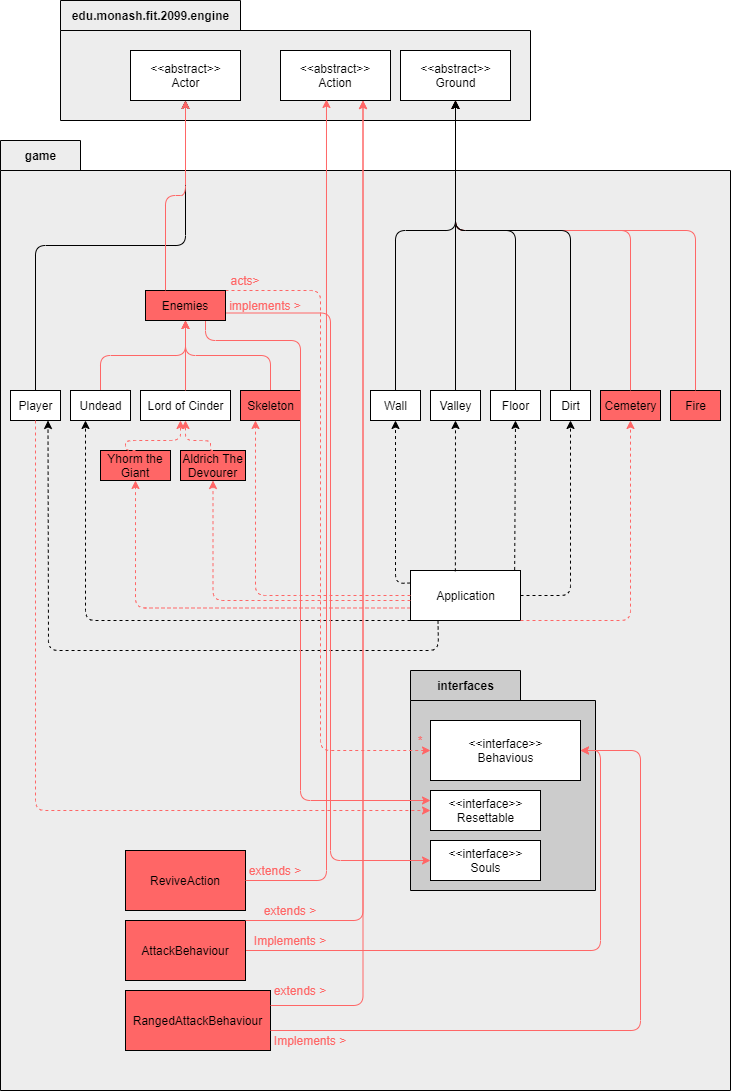 edu.monash.fit.2099.engine
<<abstract>>
Actor
<<abstract>>
Action
<<abstract>>
Ground
game
acts>
Enemies
implements >
Player
Undead
Lord of Cinder
Skeleton
Wall
Valley
Floor
Dirt
Cemetery
Fire
Yhorm the
Giant
Aldrich The
Devourer
Application
interfaces
*
<<interface>>
Behavious
<<interface>>
Resettable
<<interface>>
Souls
ReviveAction
extends >
extends >
AttackBehaviour
Implements >
extends >
RangedAttackBehaviour
Implements >